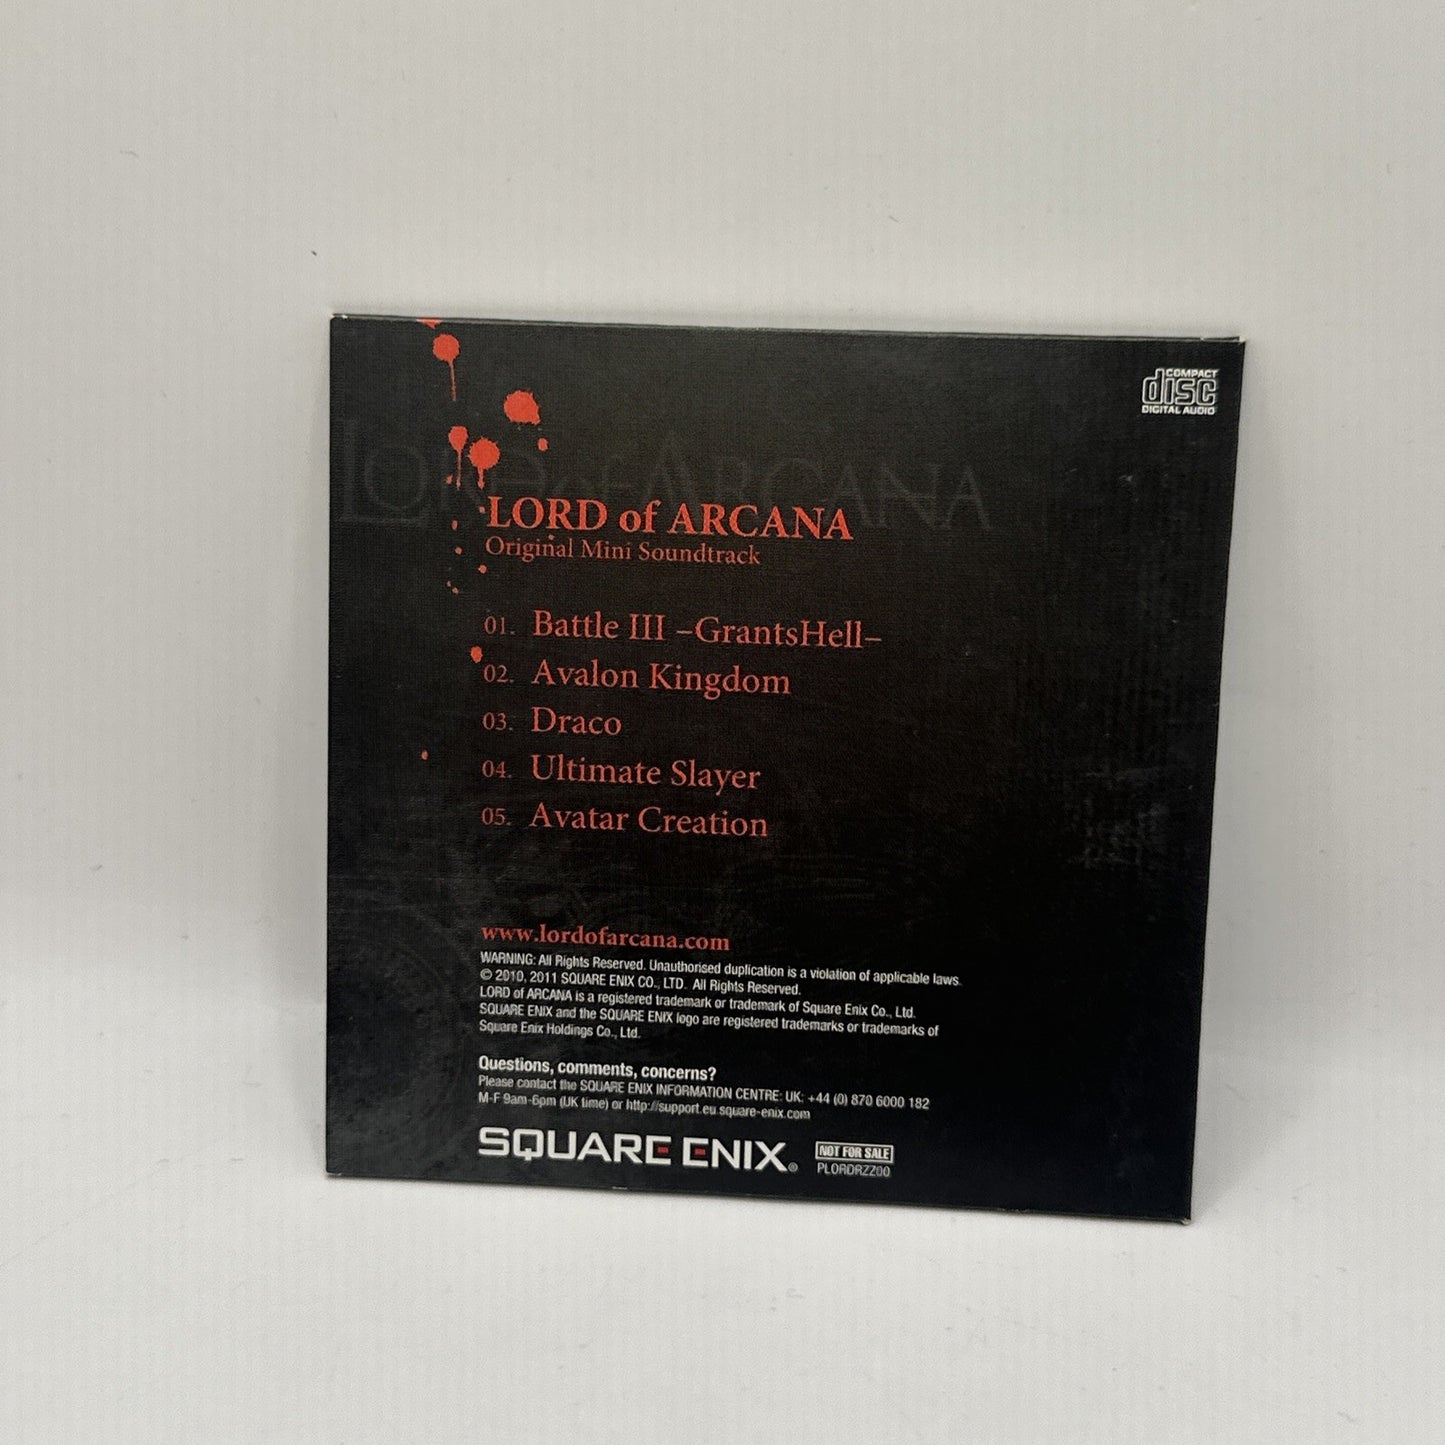 COMPACT
disc
DIGITAL AUDIO
LORD of ARCANA
LORD of ARCANA
Original Mini Soundtrack
01. Battle III –GrantsHell–
02. Avalon Kingdom
03. Draco
04. Ultimate Slayer
05. Avatar Creation
www.lordofarcana.com
WARNING: All Rights Reserved. Unauthorised duplication is a violation of applicable laws.
© 2010, 2011 SQUARE ENIX CO., LTD. All Rights Reserved.
LORD of ARCANA is a registered trademark or trademark of Square Enix Co., Ltd.
SQUARE ENIX and the SQUARE ENIX logo are registered trademarks or trademarks of
Square Enix Holdings Co., Ltd.
Questions, comments, concerns?
Please contact the SQUARE ENIX INFORMATION CENTRE: UK: +44 (0) 870 6000 182
M-F 9am-6pm (UK time) or http://support.eu.square-enix.com
SQUARE ENIX® NOT FOR SALE
PLORDRZZ00